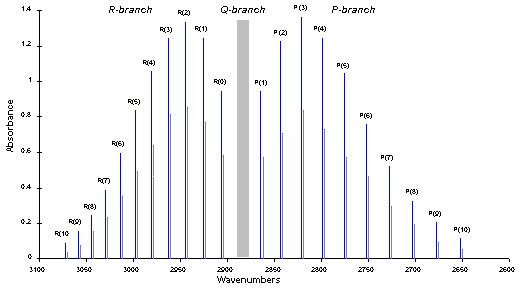 R-branch Q-branch P-branch
1.4
1.2
1
0.8
0.6
0.4
0.2
0
Absorbance
R(10
R(9)
R(8)
R(7)
R(6)
R(5)
R(4)
R(3)
R(2)
R(1)
R(0)
P(1)
P(2)
P(3)
P(4)
P(5)
P(6)
P(7)
P(8)
P(9)
P(10)
3100 3050 3000 2950 2900 2850 2800 2750 2700 2650 2600
Wavenumbers